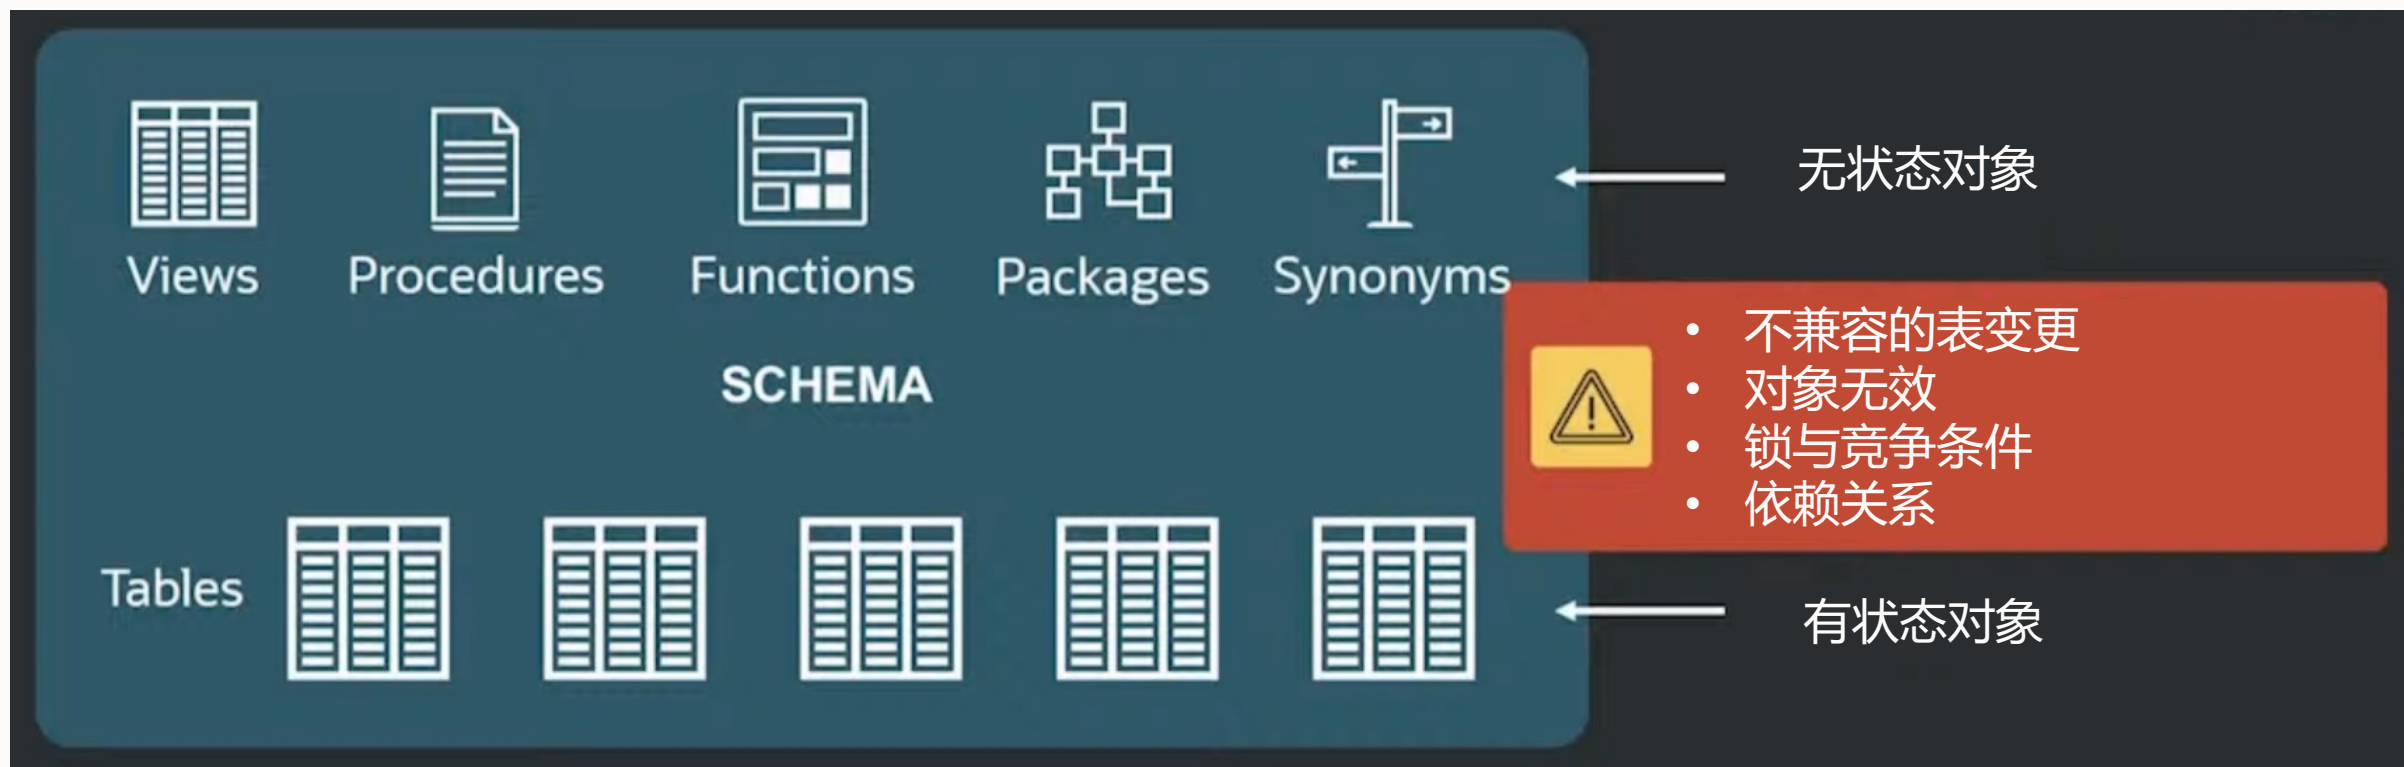 Views
Procedures
Functions
Packages
Synonyms
无状态对象
SCHEMA
• 不兼容的表变更
• 对象无效
• 锁与竞争条件
• 依赖关系
Tables
有状态对象